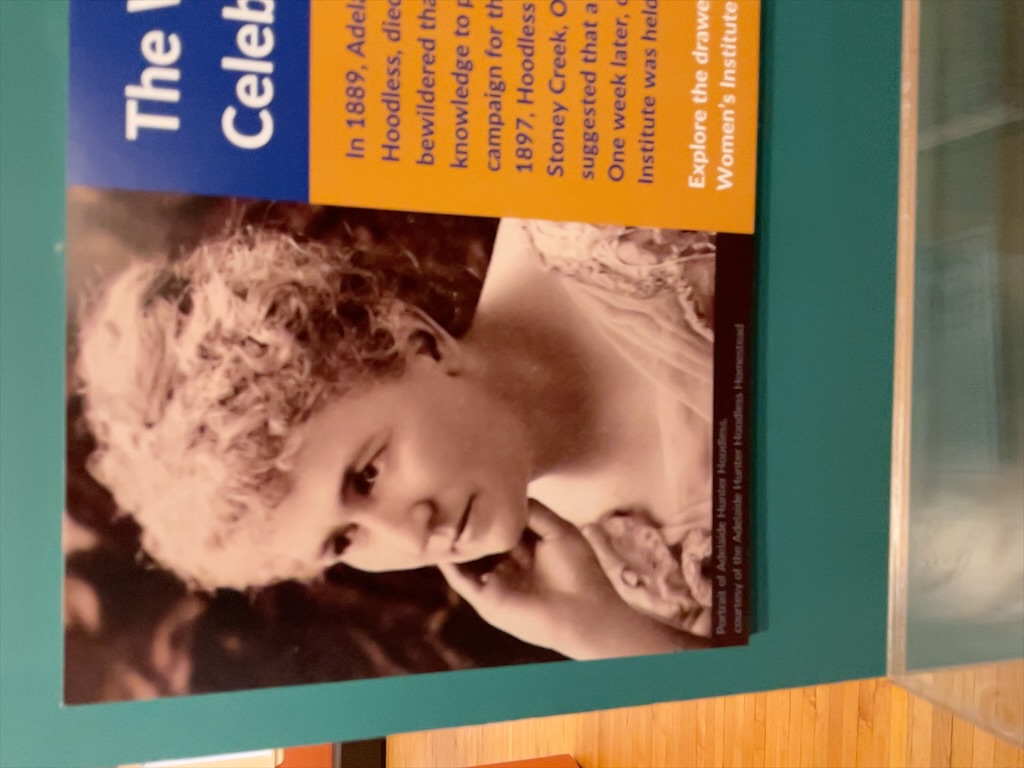 The
Celeb
In 1889, Adela
Hoodless, died
bewildered tha
knowledge to p
campaign for th
1897, Hoodless
Stoney Creek, O
suggested that a
One week later, o
Institute was held
Explore the drawe
Women's Institute
Portrait of Adelaide Hunter Hoodless,
courtesy of the Adelaide Hunter Hoodless Homestead